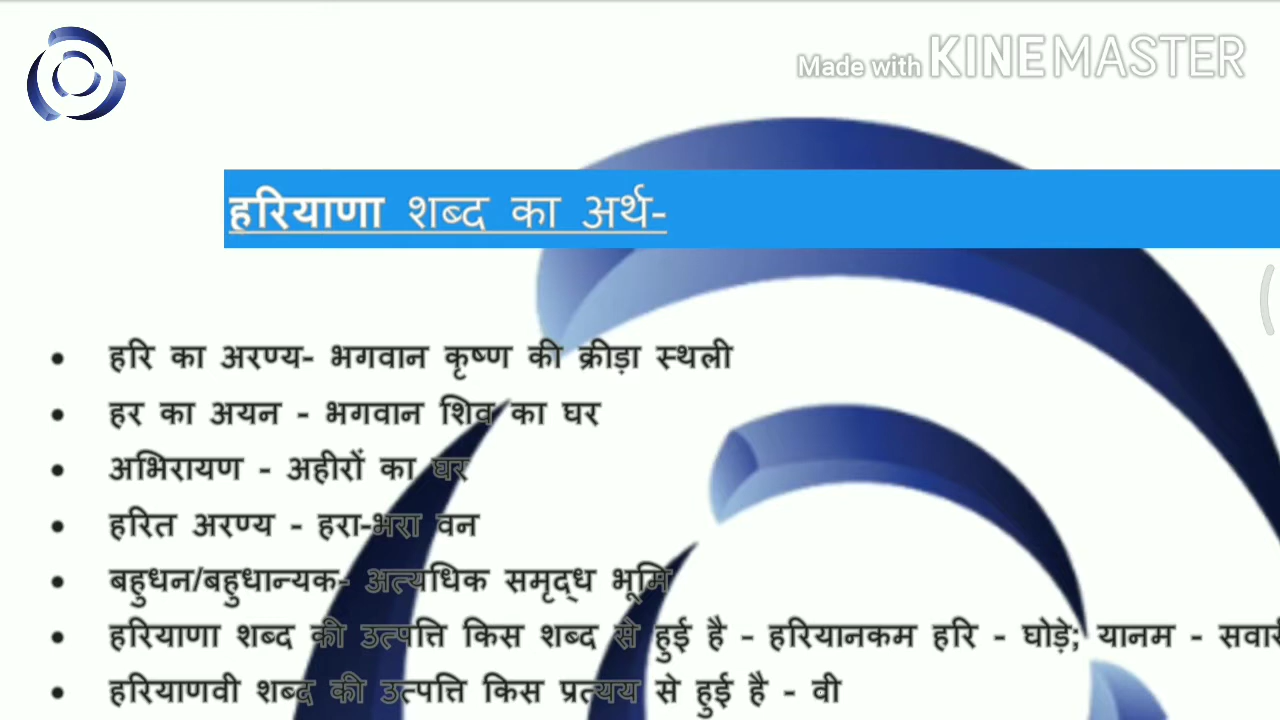 Made with KINEMASTER
हरियाणा शब्द का अर्थ-
• हरि का अरण्य- भगवान कृष्ण की क्रीड़ा स्थली
• हर का अयन - भगवान शिव का घर
• अभिरायण - अहीरों का घर
• हरित अरण्य - हरा-भरा वन
• बहुधन/बहुधान्यक- अत्यधिक समृद्ध भूमि
• हरियाणा शब्द की उत्पत्ति किस शब्द से हुई है - हरियानकम हरि - घोड़े; यानम -
• हरियाणवी शब्द की उत्पत्ति किस प्रत्यय से हुई है - वी